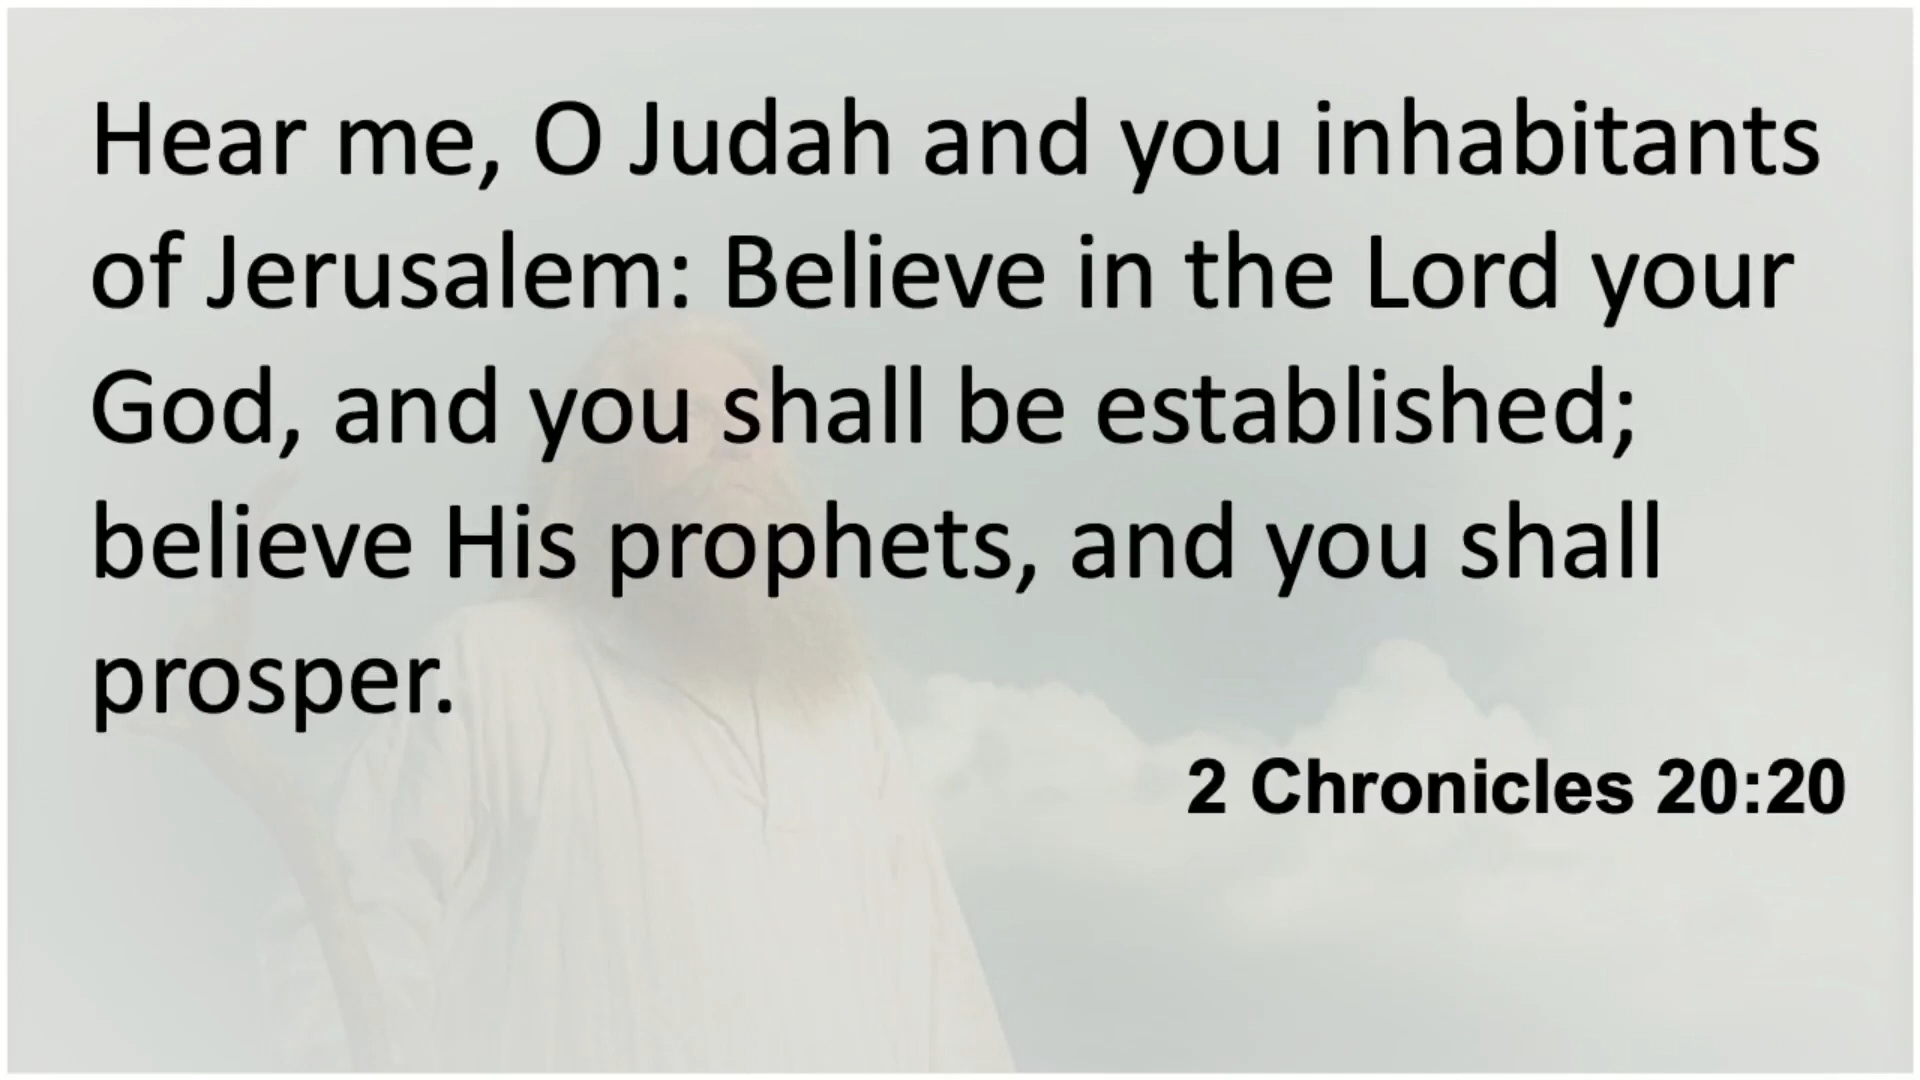 Hear me, O Judah and you inhabitants
of Jerusalem: Believe in the Lord your
God, and you shall be established;
believe His prophets, and you shall
prosper.
2 Chronicles 20:20